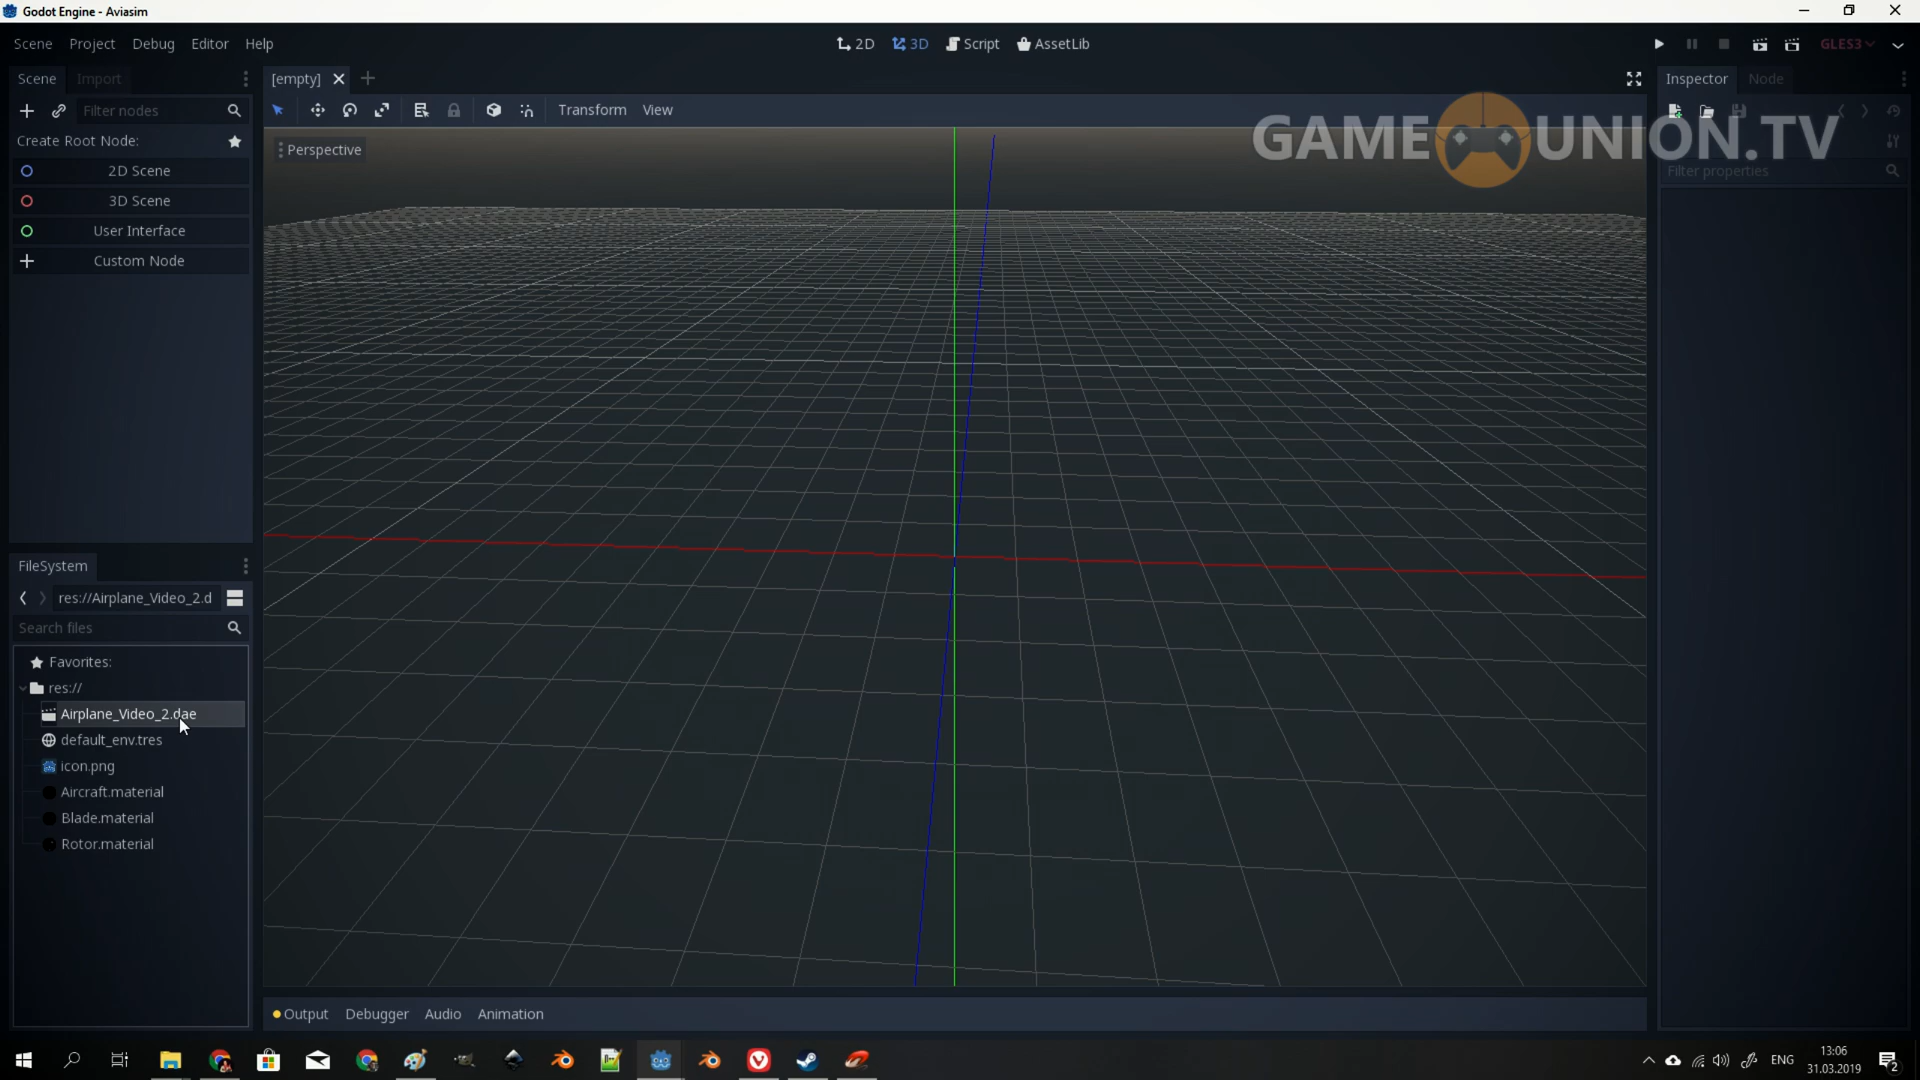 Godot Engine - Aviasim
Scene Project Debug Editor Help
2D 3D Script AssetLib
GLES3
Scene Import
[empty]
Inspector Node
Filter nodes
Transform View
Create Root Node:
Perspective
GAME UNION.TV
2D Scene
Filter properties
3D Scene
User Interface
Custom Node
FileSystem
res://Airplane_Video_2.d
Search files
Favorites:
res://
Airplane_Video_2.dae
default_env.tres
icon.png
Aircraft.material
Blade.material
Rotor.material
Output Debugger Audio Animation
ENG
13:06
31.03.2019
2